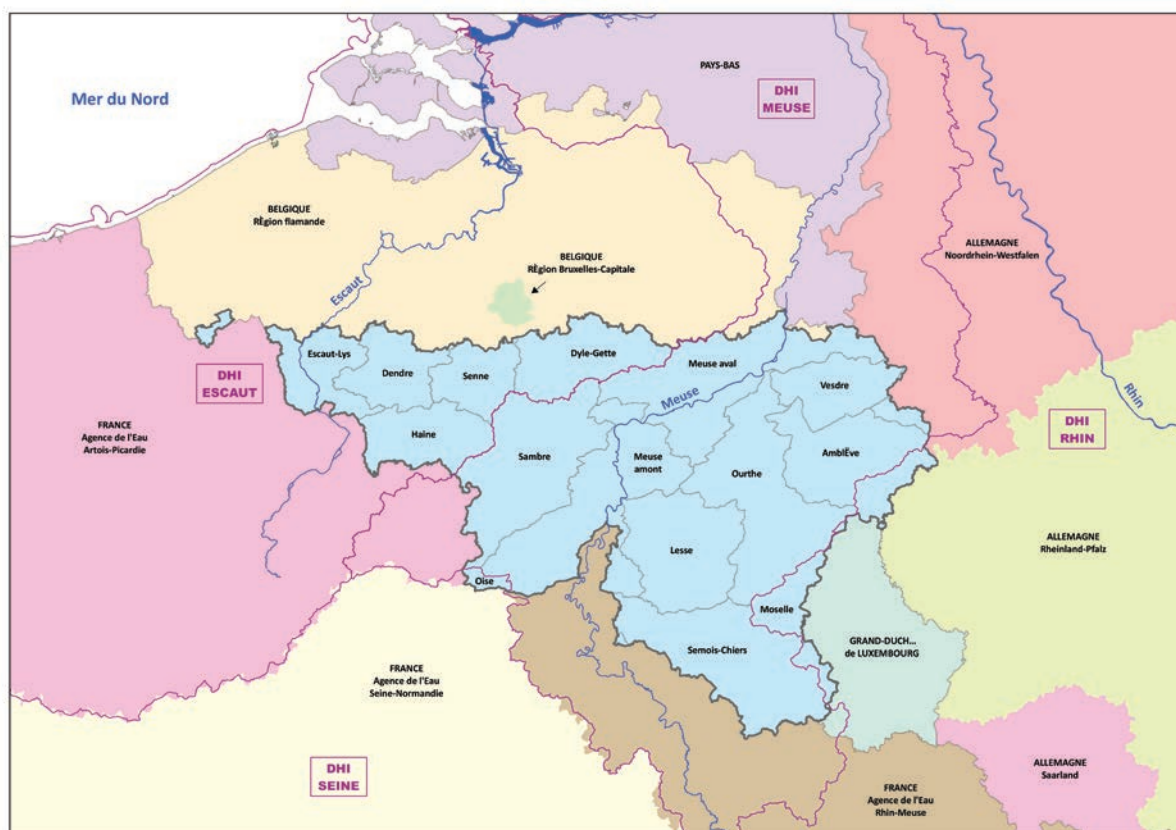 PAYS-BAS
DHI
MEUSE
Mer du Nord
BELGIQUE
RÈgion flamande
ALLEMAGNE
Noordrhein-Westfalen
BELGIQUE
RÈgion Bruxelles-Capitale
Escaut
Escaut-Lys
Dyle-Gette
Meuse aval
DHI
ESCAUT
Dendre
Senne
Vesdre
Meuse
Rhin
FRANCE
Agence de l'Eau
Artois-Picardie
Haine
DHI
RHIN
Sambre
Meuse
amont
Ourthe
AmblÈve
ALLEMAGNE
Rheinland-Pfalz
Lesse
Oise
Moselle
GRAND-DUCH...
de LUXEMBOURG
Semois-Chiers
FRANCE
Agence de l'Eau
Seine-Normandie
DHI
SEINE
ALLEMAGNE
Saarland
FRANCE
Agence de l'Eau
Rhin-Meuse